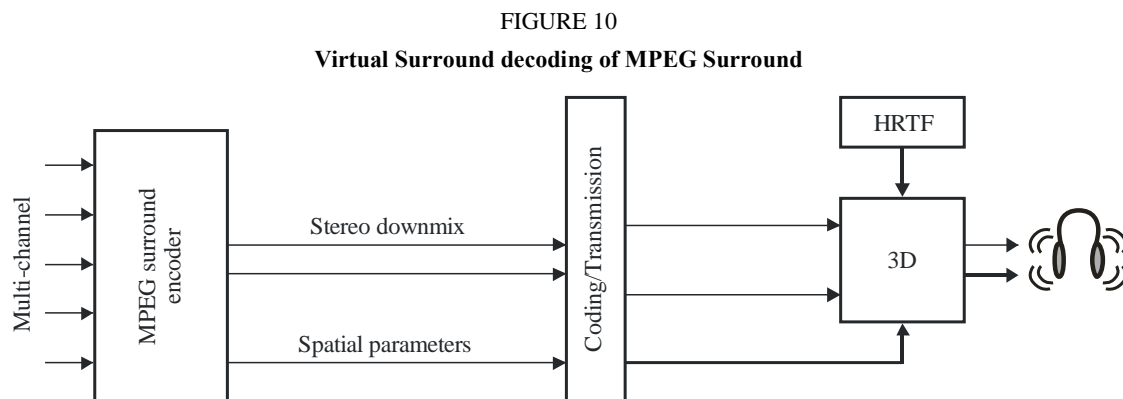 FIGURE 10
Virtual Surround decoding of MPEG Surround
Multi-channel
MPEG surround
encoder
Stereo downmix
Spatial parameters
Coding/Transmission
HRTF
3D